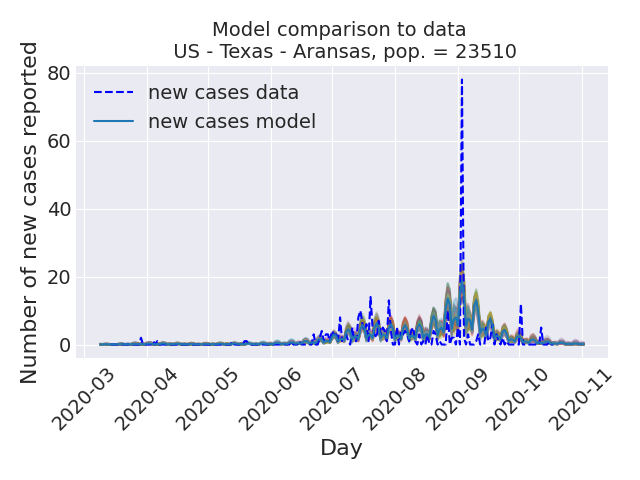 Model comparison to data
US - Texas - Aransas, pop. = 23510
Number of new cases reported
80
60
40
20
0
new cases data
new cases model
2020-03
2020-04
2020-05
2020-06
2020-07
2020-08
2020-09
2020-10
2020-11
Day